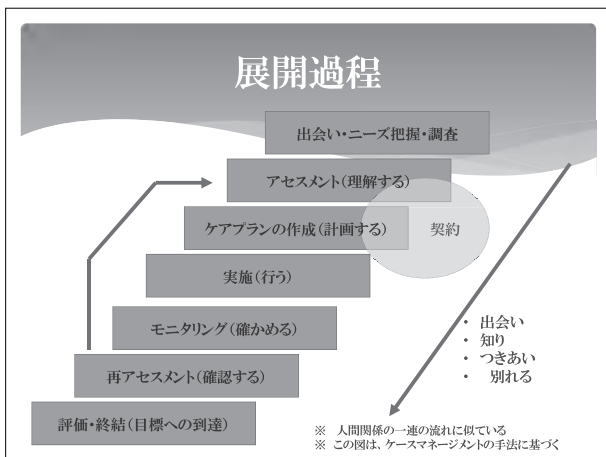 展開過程
出会い・ニーズ把握・調査
アセスメント(理解する)
ケアプランの作成(計画する)
契約
実施(行う)
モニタリング(確かめる)
再アセスメント(確認する)
評価・終結(目標への到達)
・ 出会い
・ 知り
・ つきあい
・ 別れる
※ 人間関係の一連の流れに似ている
※ この図は、ケースマネージメントの手法に基づく